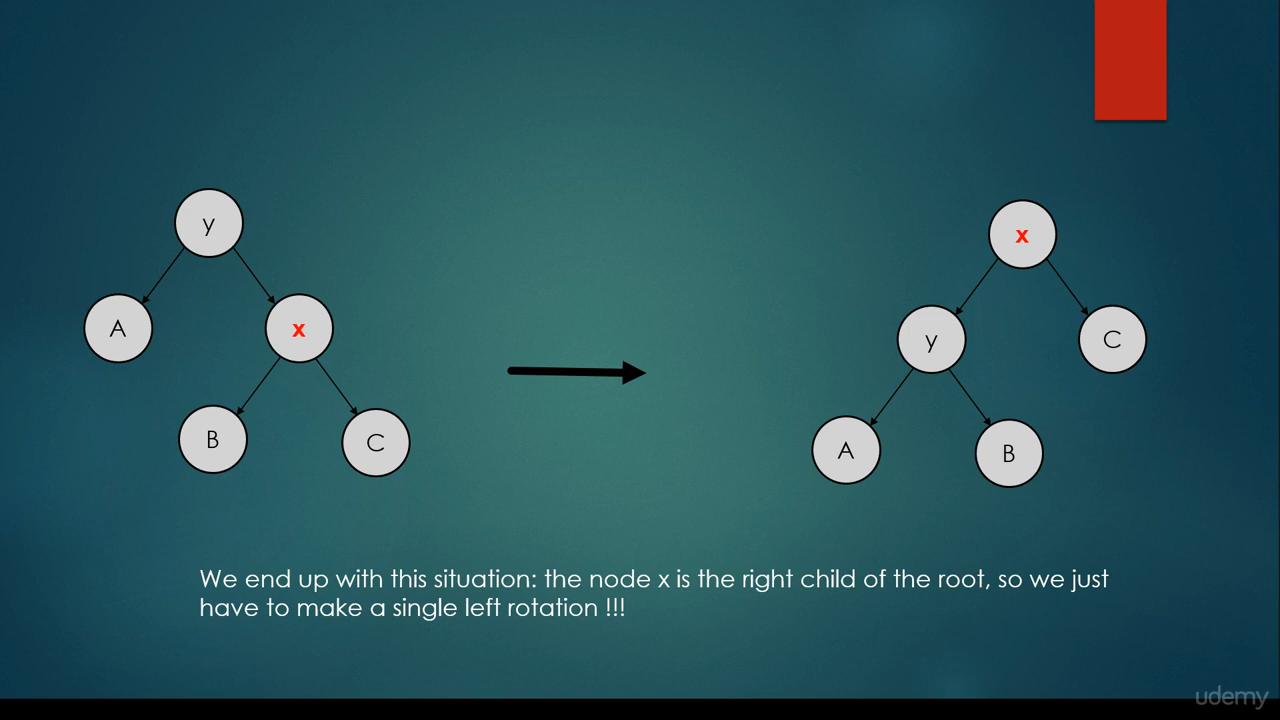 y
x
A
x
y
C
B
C
A
B
We end up with this situation: the node x is the right child of the root, so we just
have to make a single left rotation !!!
udemy